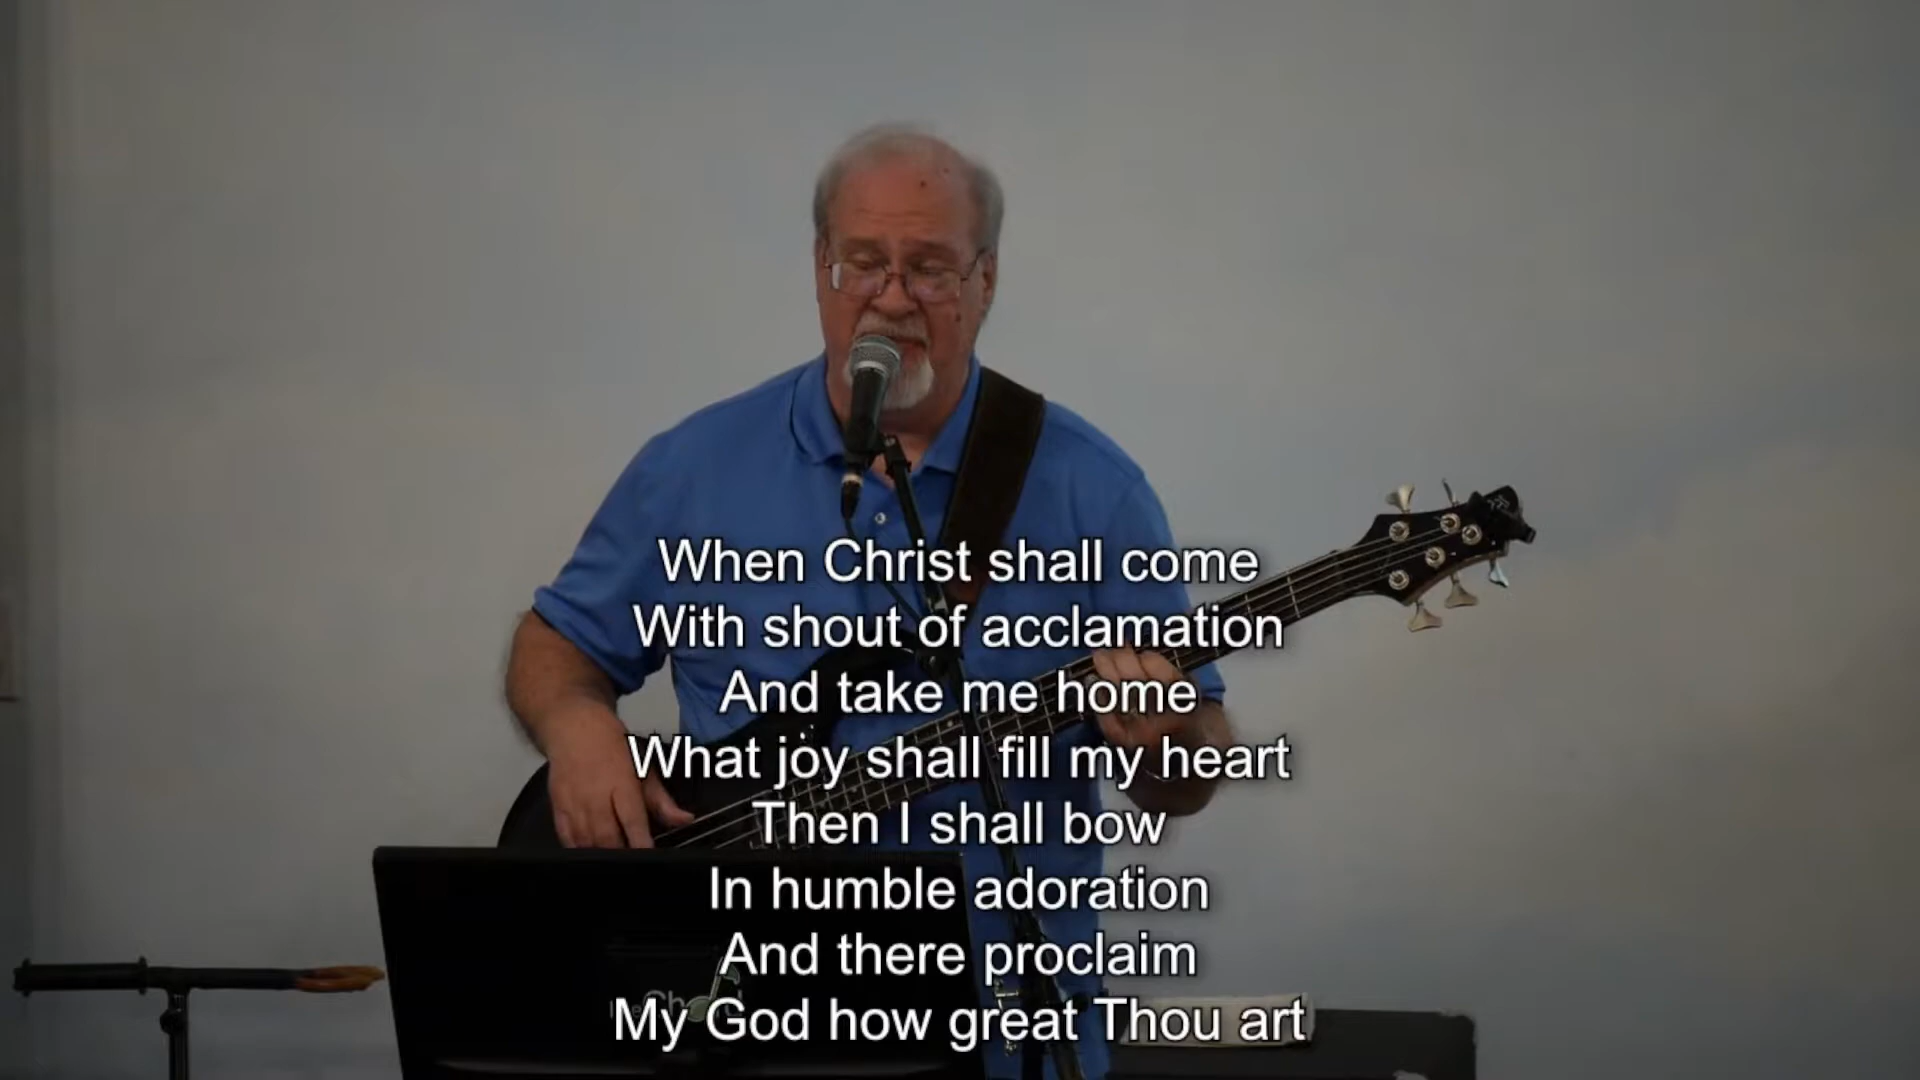 When Christ shall come
With shout of acclamation
And take me home
What joy shall fill my heart
Then I shall bow
In humble adoration
And there proclaim
My God how great Thou art